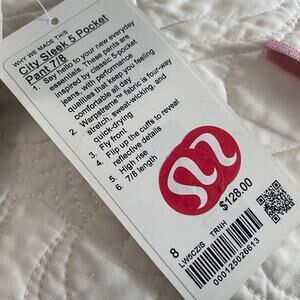 WHY WE MADE THIS
City Sleek 5 Pocket
Pant 7/8
1. Say hello to your new everyday
essentials. These pants are
inspired by classic 5-pocket
jeans, with performance
qualities that keep you feeling
comfortable all day
2. Warpstreme™ fabric is four-way
stretch, sweat-wicking, and
quick-drying
3. Fly front
4. Flip up the cuffs to reveal
reflective details
5. High rise
6. 7/8 length
8
$128.00
LW5CZIS
TRNH
000125026613